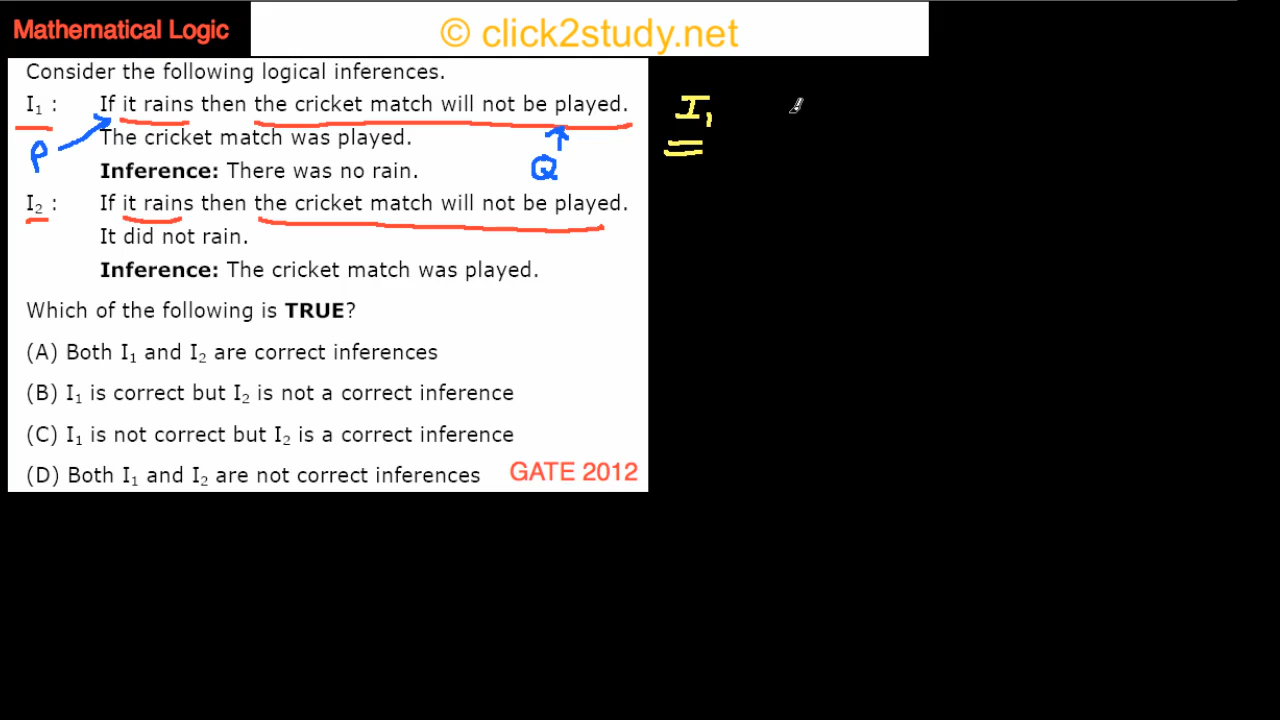 Mathematical Logic
© click2study.net
Consider the following logical inferences.
I₁ : If it rains then the cricket match will not be played.
The cricket match was played.
P
Q
Inference: There was no rain.
I₂ : If it rains then the cricket match will not be played.
It did not rain.
Inference: The cricket match was played.
Which of the following is TRUE?
(A) Both I₁ and I₂ are correct inferences
(B) I₁ is correct but I₂ is not a correct inference
(C) I₁ is not correct but I₂ is a correct inference
(D) Both I₁ and I₂ are not correct inferences
GATE 2012
I₁